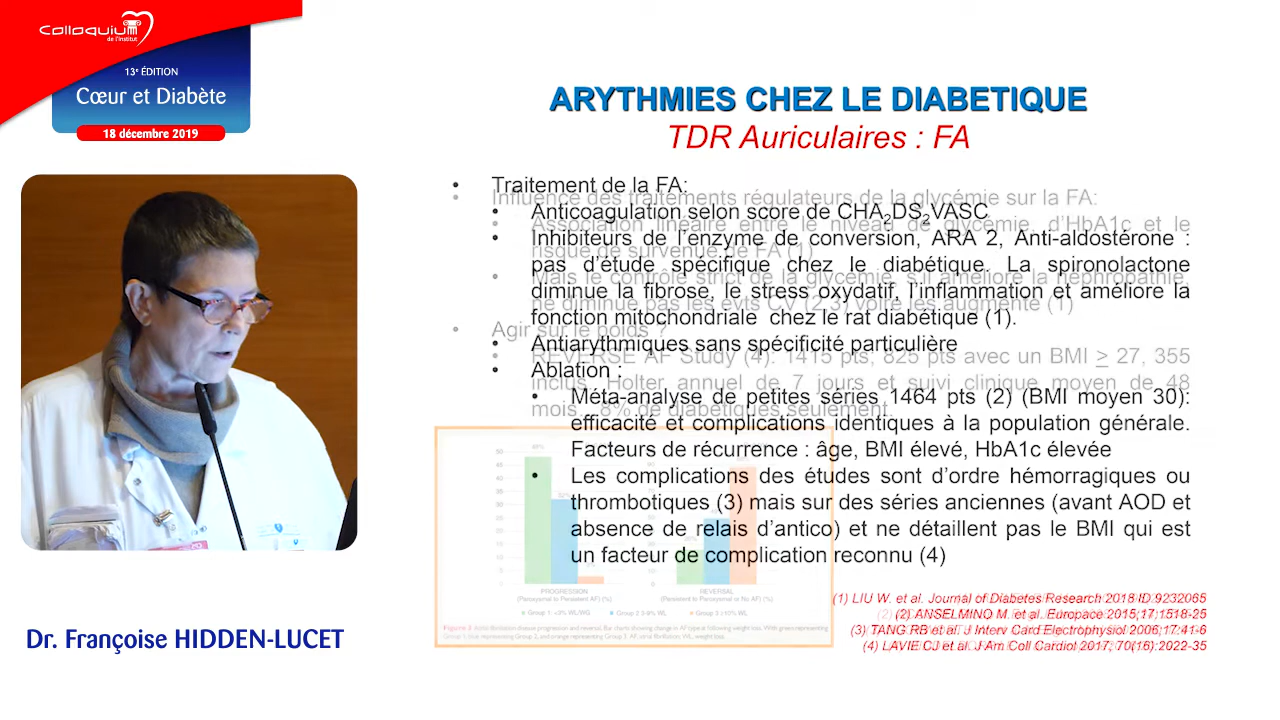 Colloquium
de l'Institut
13e ÉDITION
Cœur et Diabète
18 décembre 2019
ARYTHMIES CHEZ LE DIABETIQUE
TDR Auriculaires : FA
• Traitement de la FA:
• Anticoagulation selon score de CHA2DS2VASC
• Inhibiteurs de l'enzyme de conversion, ARA 2, Anti-aldostérone :
pas d'étude spécifique chez le diabétique. La spironolactone
diminue la fibrose, le stress oxydatif, l'inflammation et améliore la
fonction mitochondriale chez le rat diabétique (1).
• Antiarythmiques sans spécificité particulière
• Ablation :
• Méta-analyse de petites séries 1464 pts (2) (BMI moyen 30):
efficacité et complications identiques à la population générale.
Facteurs de récurrence : âge, BMI élevé, HbA1c élevée
• Les complications des études sont d'ordre hémorragiques ou
thrombotiques (3) mais sur des séries anciennes (avant AOD et
absence de relais d'antico) et ne détaillent pas le BMI qui est
un facteur de complication reconnu (4)
• Influence des traitements régulateurs de la glycémie sur la FA:
• Association linéaire entre le niveau de glycémie, d'HbA1c et le
risque de survenue de FA (1)
• Mais le contrôle strict de la glycémie, s'il améliore la néphropathie,
ne diminue pas les evts CV (2,3) voire les augmente (1)
• Agir sur le poids ?
• REVERSE AF Study (4): 1415 pts; 825 pts avec un BMI ≥ 27, 355
inclus. Holter annuel de 7 jours et suivi clinique moyen de 48
mois. 8% de diabétiques seulement.
PROGRESSION
(Paroxysmal to Persistent AF) (%)
REVERSAL
(Persistent to Paroxysmal or No AF) (%)
Group 1: <3% WL/WG
Group 2 3-9% WL
Group 3 ≥10% WL
(1) LIU W. et al. Journal of Diabetes Research 2018 ID 9232065
(2) ANSELMINO M. et al. Europace 2015;17:1518-25
(3) TANG RB et al. J Interv Card Electrophysiol 2006;17:41-6
(4) LAVIE CJ et al. J Am Coll Cardiol 2017; 70(16):2022-35
Dr. Françoise HIDDEN-LUCET